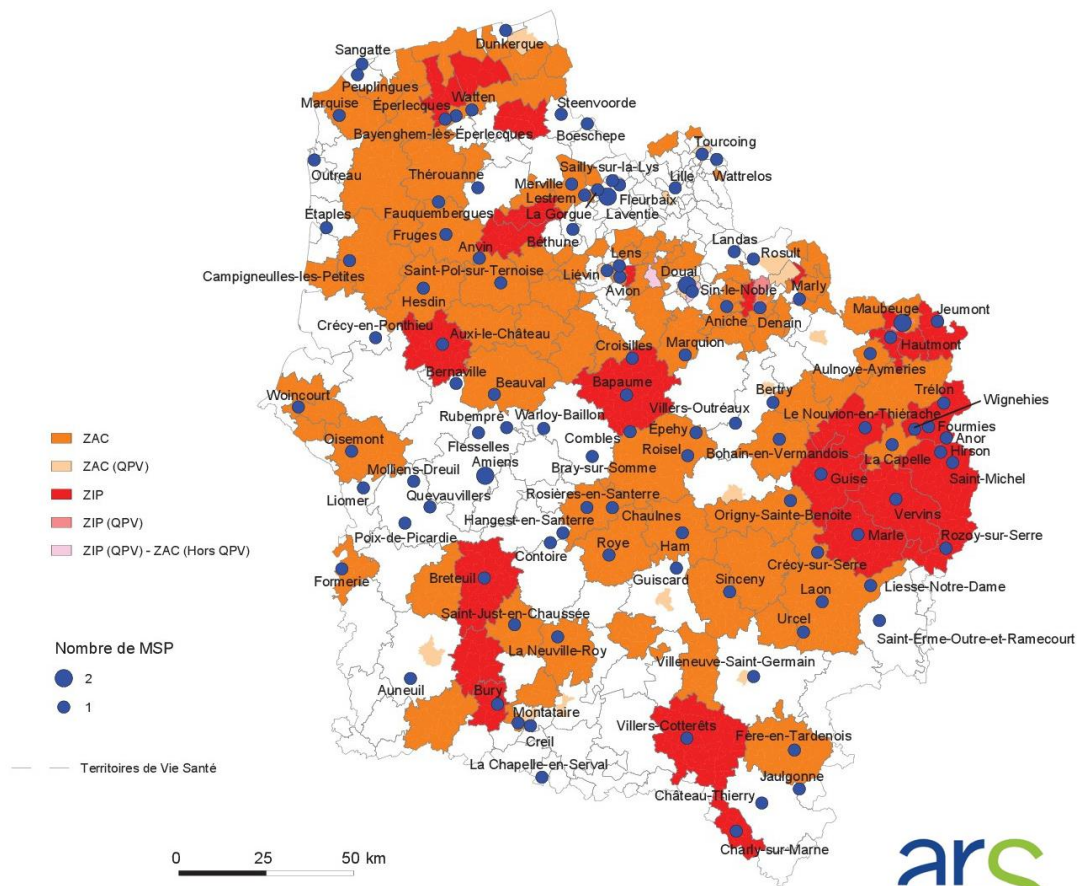 Dunkerque
Sangatte
Peuplingues
Marquise
Éperlecques
Watten
Steenvoorde
Bayenghem-lès-Éperlecques
Boeschepe
Tourcoing
Outreau
Thérouanne
Sailly-sur-la-Lys
Merville
Lille
Wattrelos
Lestrem
Fleurbaix
Étaples
Fauquembergues
La Gorgue
Laventie
Fruges
Béthune
Anvin
Lens
Landas
Rosult
Campigneulles-les-Petites
Saint-Pol-sur-Ternoise
Liévin
Douai
Avion
Sin-le-Noble
Marly
Hesdin
Aniche
Denain
Maubeuge
Jeumont
Crécy-en-Ponthieu
Auxi-le-Château
Croisilles
Marquion
Hautmont
Aulnoye-Aymeries
Bernaville
Beauval
Bapaume
Bertry
Trélon
Woincourt
Villers-Outréaux
Le Nouvion-en-Thiérache
Wignehies
Rubempré
Warloy-Baillon
Fourmies
Oisemont
Flesselles
Combles
Épehy
Anor
Roisel
Bohain-en-Vermandois
La Capelle
Hirson
Molliens-Dreuil
Amiens
Bray-sur-Somme
Saint-Michel
Guise
Liomer
Quevauvillers
Rosières-en-Santerre
Origny-Sainte-Benoite
Vervins
Hangest-en-Santerre
Chaulnes
Poix-de-Picardie
Contoire
Roye
Ham
Marle
Rozoy-sur-Serre
Formerie
Breteuil
Guiscard
Crécy-sur-Serre
Sinceny
Laon
Liesse-Notre-Dame
Saint-Just-en-Chaussée
Urcel
La Neuville-Roy
Saint-Erme-Outre-et-Ramecourt
Villeneuve-Saint-Germain
Auneuil
Bury
Montataire
Villers-Cotterêts
Fère-en-Tardenois
Creil
La Chapelle-en-Serval
Jaulgonne
Château-Thierry
Charly-sur-Marne
ZAC
ZAC (QPV)
ZIP
ZIP (QPV)
ZIP (QPV) - ZAC (Hors QPV)
Nombre de MSP
2
1
Territoires de Vie Santé
0 25 50 km
ars